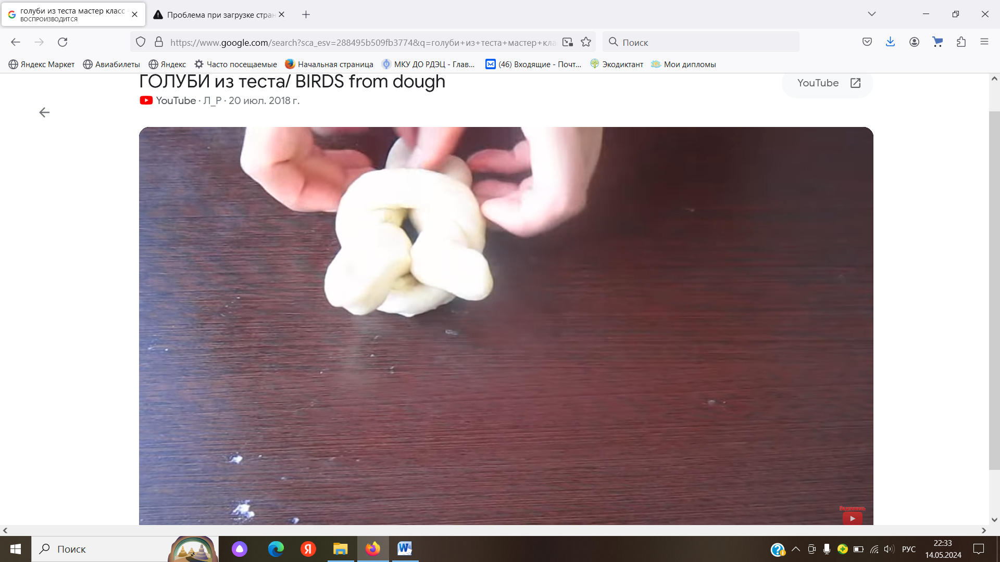 голуби из теста мастер класс -
ВОСПРОИЗВОДИТСЯ
Проблема при загрузке стран
https://www.google.com/search?sca_esv=288495b509fb3774&q=голуби+из+теста+мастер+кла
Поиск
Яндекс Маркет
Авиабилеты
Яндекс
Часто посещаемые
Начальная страница
МКУ ДО РДЭЦ - Глав...
(46) Входящие - Почт...
Экодиктант
Мои дипломы
ГОЛУБИ из теста/ BIRDS from dough
YouTube
YouTube · Л_Р · 20 июл. 2018 г.
Подпишись
Поиск
Я
W
РУС
22:33
14.05.2024